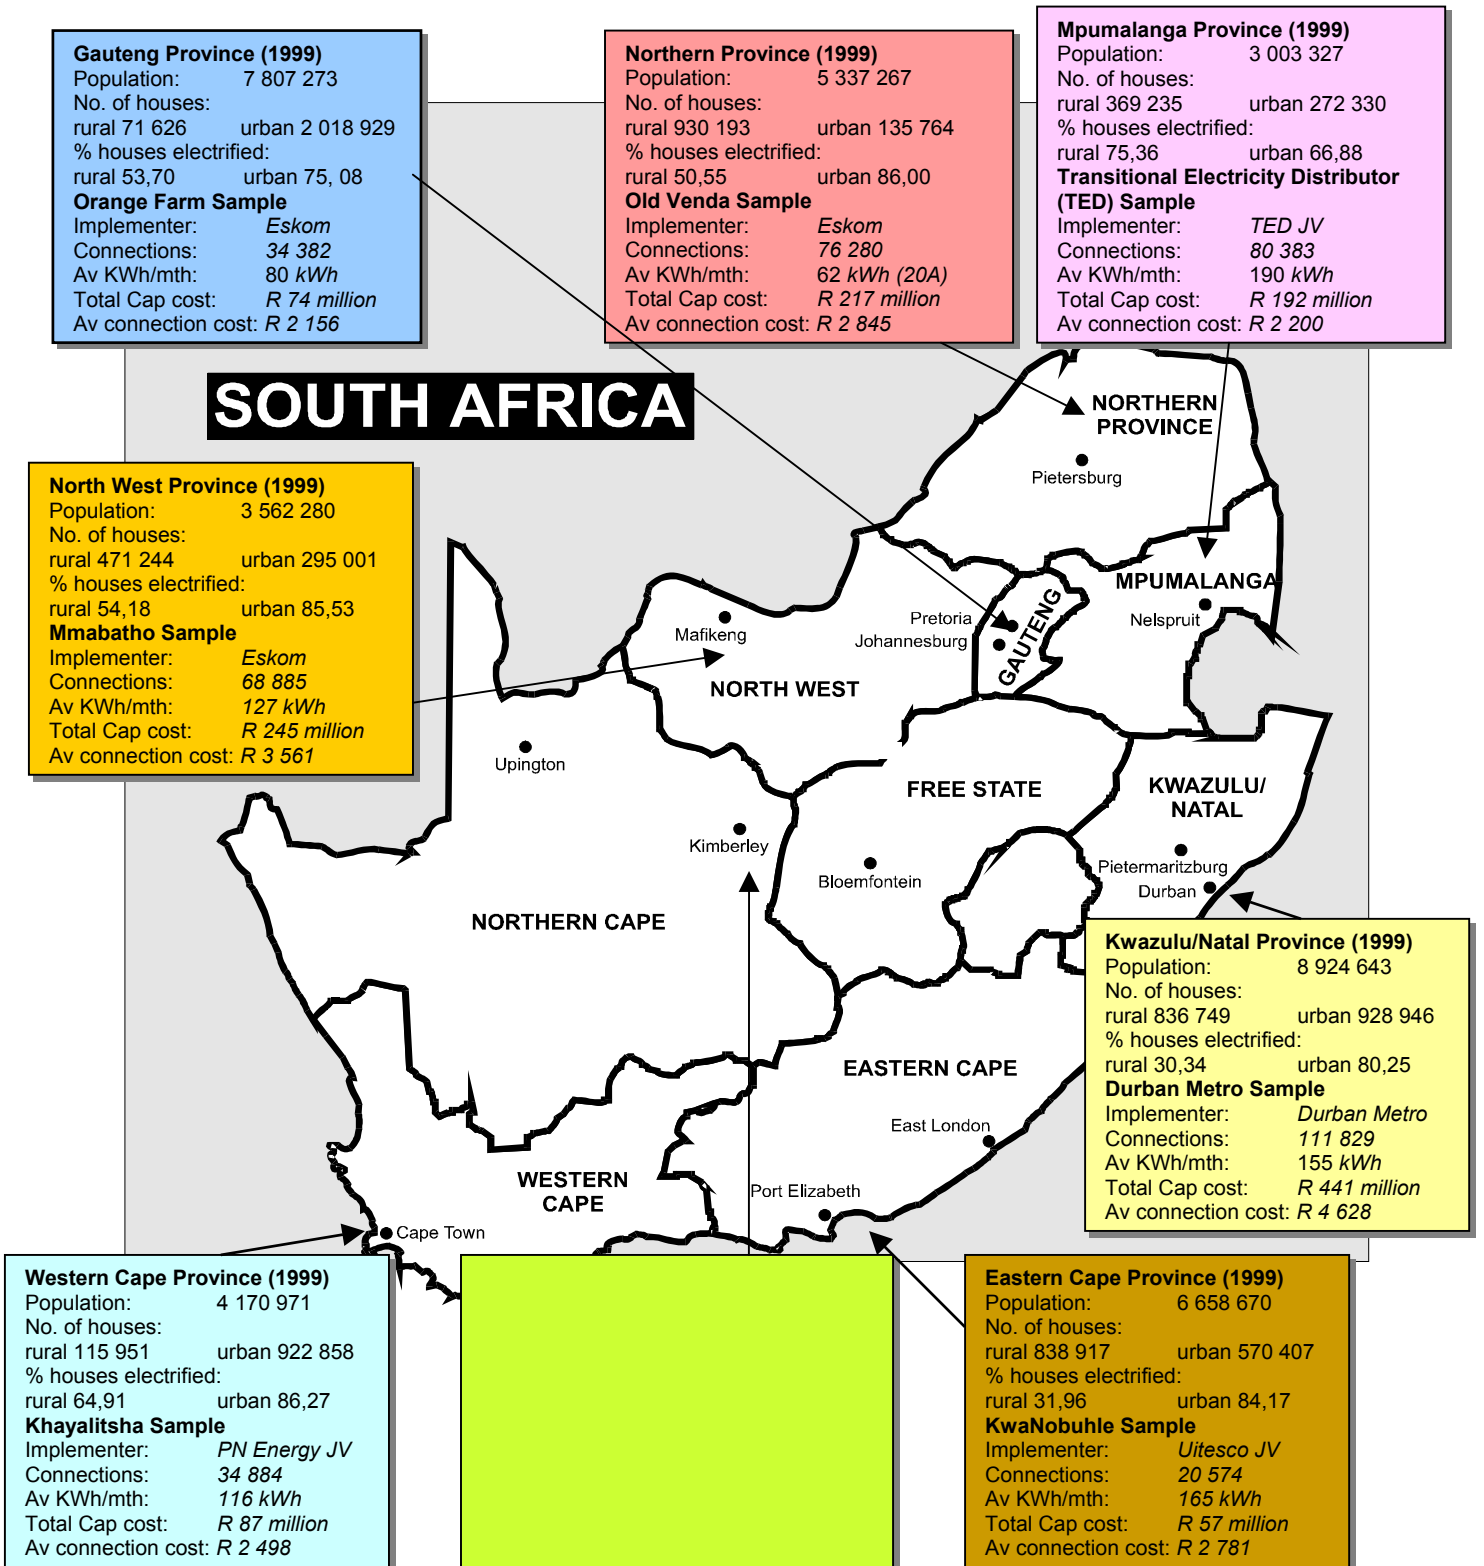 Gauteng Province (1999)
Population: 7 807 273
No. of houses:
rural 71 626 urban 2 018 929
% houses electrified:
rural 53,70 urban 75, 08
Orange Farm Sample
Implementer: Eskom
Connections: 34 382
Av KWh/mth: 80 kWh
Total Cap cost: R 74 million
Av connection cost: R 2 156
Northern Province (1999)
Population: 5 337 267
No. of houses:
rural 930 193 urban 135 764
% houses electrified:
rural 50,55 urban 86,00
Old Venda Sample
Implementer: Eskom
Connections: 76 280
Av KWh/mth: 62 kWh (20A)
Total Cap cost: R 217 million
Av connection cost: R 2 845
Mpumalanga Province (1999)
Population: 3 003 327
No. of houses:
rural 369 235 urban 272 330
% houses electrified:
rural 75,36 urban 66,88
Transitional Electricity Distributor
(TED) Sample
Implementer: TED JV
Connections: 80 383
Av KWh/mth: 190 kWh
Total Cap cost: R 192 million
Av connection cost: R 2 200
SOUTH AFRICA
NORTHERN
PROVINCE
Pietersburg
North West Province (1999)
Population: 3 562 280
No. of houses:
rural 471 244 urban 295 001
% houses electrified:
rural 54,18 urban 85,53
Mmabatho Sample
Implementer: Eskom
Connections: 68 885
Av KWh/mth: 127 kWh
Total Cap cost: R 245 million
Av connection cost: R 3 561
MPUMALANGA
Nelspruit
Pretoria
Johannesburg
GAUTENG
Mafikeng
NORTH WEST
Upington
FREE STATE
KWAZULU/
NATAL
Kimberley
Bloemfontein
Pietermaritzburg
Durban
NORTHERN CAPE
Kwazulu/Natal Province (1999)
Population: 8 924 643
No. of houses:
rural 836 749 urban 928 946
% houses electrified:
rural 30,34 urban 80,25
Durban Metro Sample
Implementer: Durban Metro
Connections: 111 829
Av KWh/mth: 155 kWh
Total Cap cost: R 441 million
Av connection cost: R 4 628
EASTERN CAPE
East London
WESTERN
CAPE
Port Elizabeth
Cape Town
Western Cape Province (1999)
Population: 4 170 971
No. of houses:
rural 115 951 urban 922 858
% houses electrified:
rural 64,91 urban 86,27
Khayalitsha Sample
Implementer: PN Energy JV
Connections: 34 884
Av KWh/mth: 116 kWh
Total Cap cost: R 87 million
Av connection cost: R 2 498
Eastern Cape Province (1999)
Population: 6 658 670
No. of houses:
rural 838 917 urban 570 407
% houses electrified:
rural 31,96 urban 84,17
KwaNobuhle Sample
Implementer: Uitesco JV
Connections: 20 574
Av KWh/mth: 165 kWh
Total Cap cost: R 57 million
Av connection cost: R 2 781